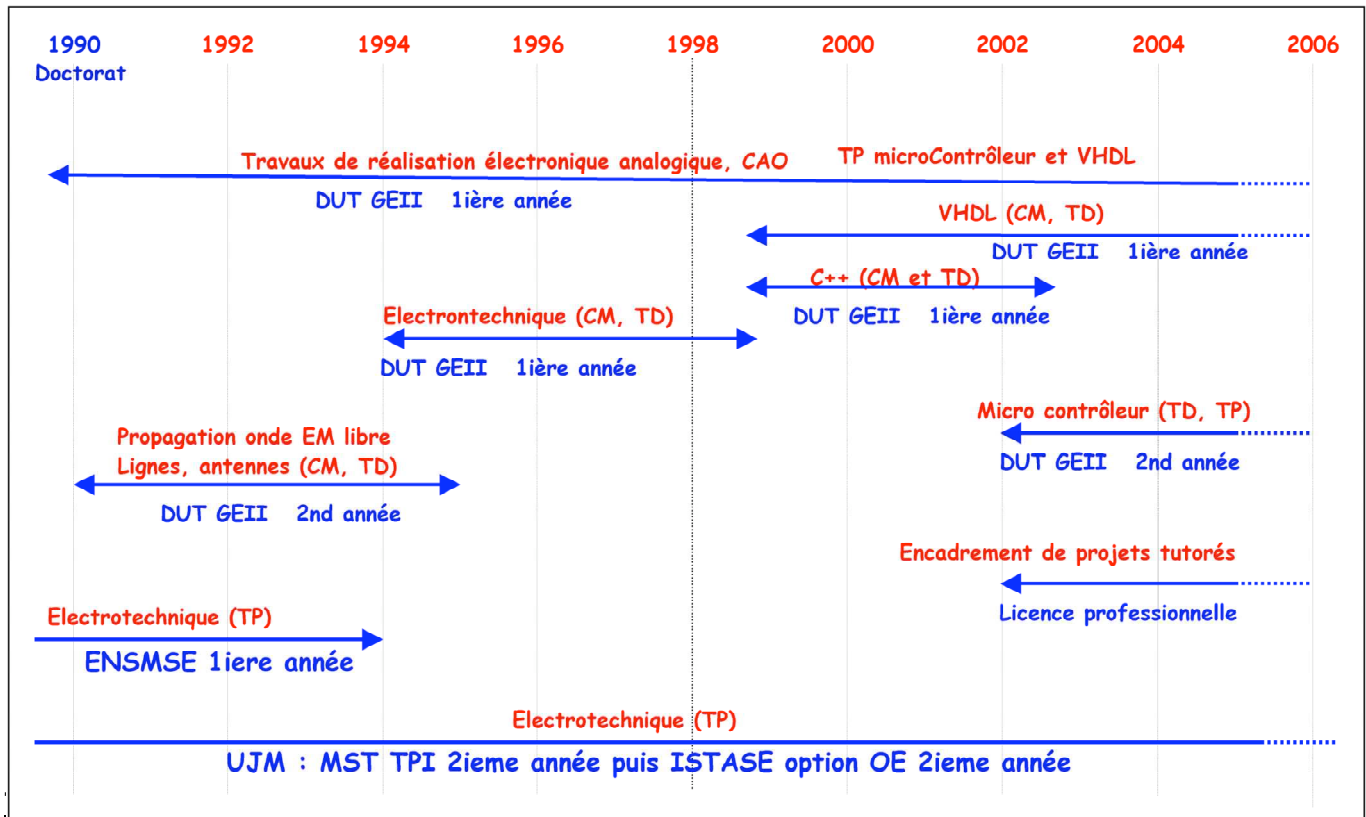 1990 1992 1994 1996 1998 2000 2002 2004 2006
Doctorat
Travaux de réalisation électronique analogique, CAO TP microContrôleur et VHDL
DUT GEII 1ière année
VHDL (CM, TD)
DUT GEII 1ière année
C++ (CM et TD)
DUT GEII 1ière année
Electrontechnique (CM, TD)
DUT GEII 1ière année
Micro contrôleur (TD, TP)
DUT GEII 2nd année
Propagation onde EM libre
Lignes, antennes (CM, TD)
DUT GEII 2nd année
Encadrement de projets tutorés
Licence professionnelle
Electrotechnique (TP)
ENSMSE 1iere année
Electrotechnique (TP)
UJM : MST TPI 2ieme année puis ISTASE option OE 2ieme année